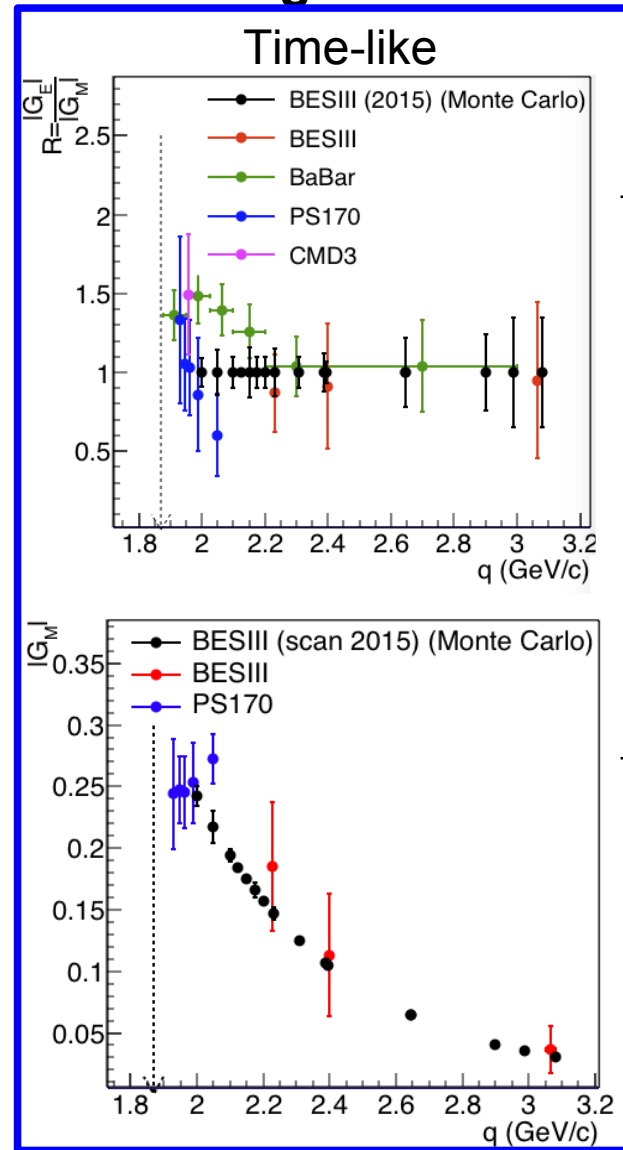 g
Time-like
R=|G_E|/|G_M|
BESIII (2015) (Monte Carlo)
BESIII
BaBar
PS170
CMD3
2.5
2
1.5
1
0.5
1.8 2 2.2 2.4 2.6 2.8 3 3.2
q (GeV/c)
|G_M|
BESIII (scan 2015) (Monte Carlo)
BESIII
PS170
0.35
0.3
0.25
0.2
0.15
0.1
0.05
1.8 2 2.2 2.4 2.6 2.8 3 3.2
q (GeV/c)